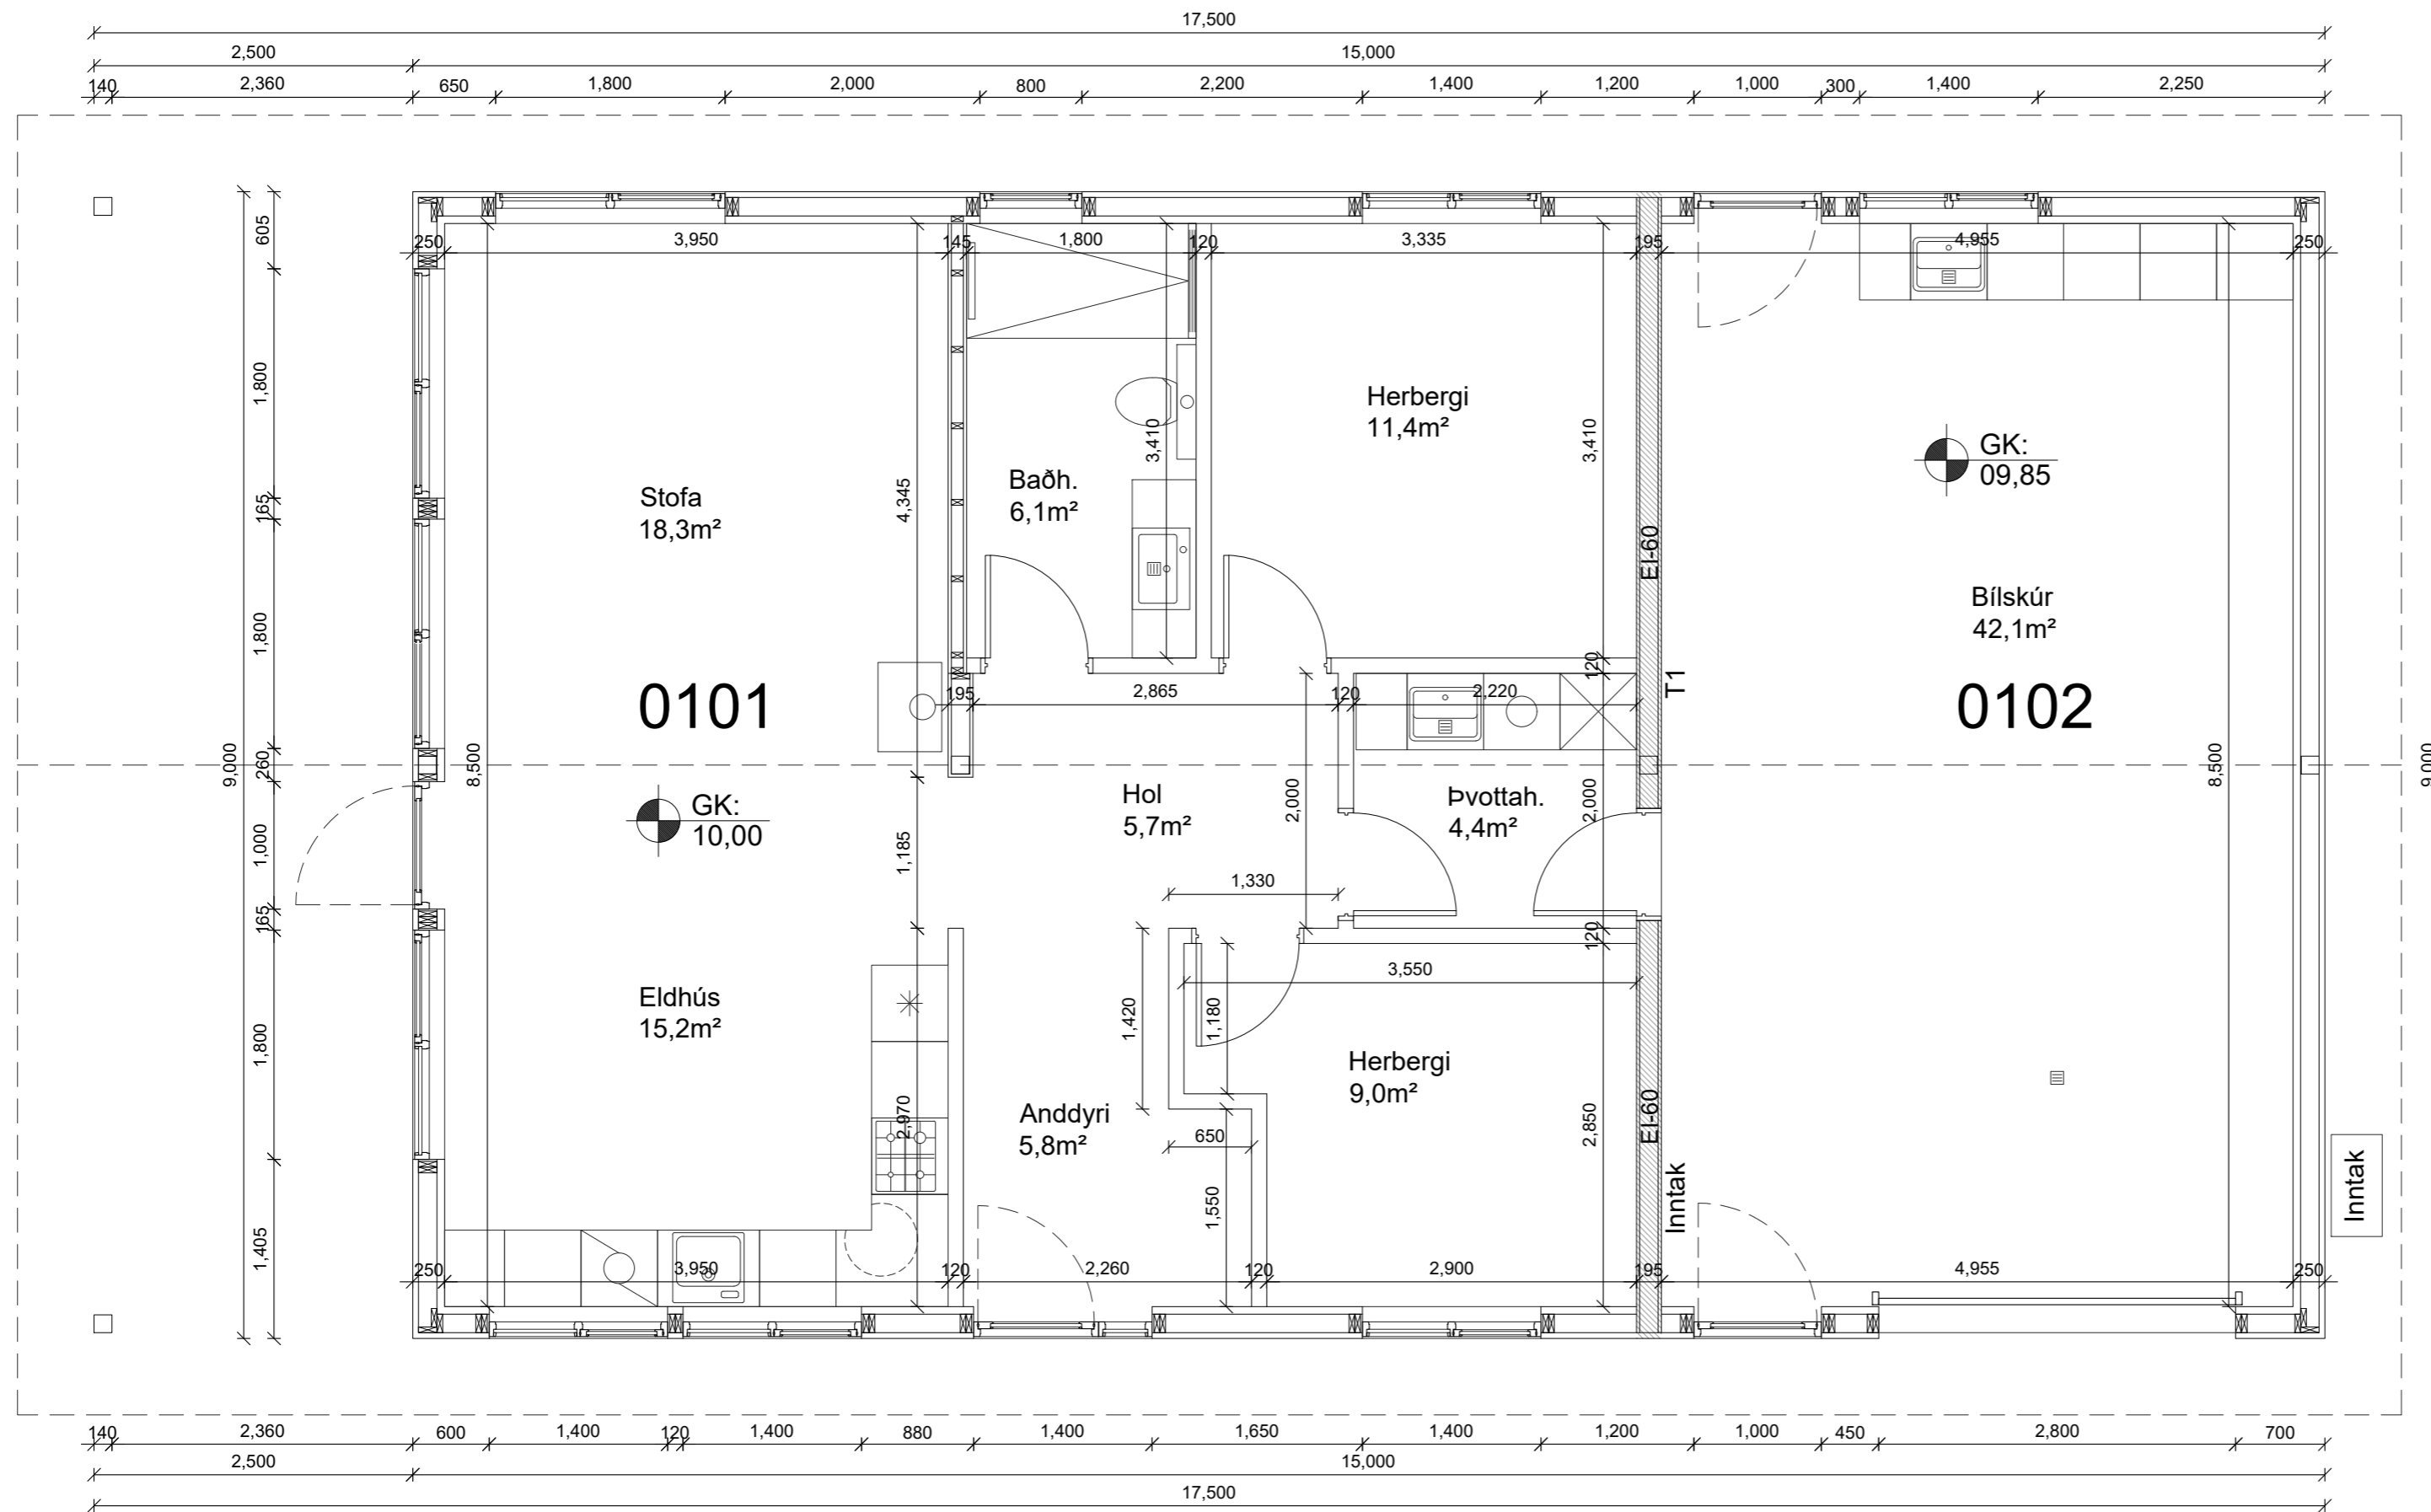 17,500
2,500 15,000
140 2,360 650 1,800 2,000 800 2,200 1,400 1,200 1,000 300 1,400 2,250
250 3,950 145 1,800 120 3,335 195 4,955 250
605
1,800
165
1,800
260
1,000
165
1,800
1,405
9,000
8,500
4,345
1,185
2,970
Stofa
18,3m²
0101
GK:
10,00
Eldhús
15,2m²
Baðh.
6,1m²
3,410
Herbergi
11,4m²
3,410
EI-60
T1
GK:
09,85
Bílskúr
42,1m²
0102
8,500
9,000
195 2,865 120 2,220
120
Hol
5,7m²
2,000
Þvottah.
4,4m²
2,000
1,330
120
3,550
1,420
1,180
Herbergi
9,0m²
2,850
EI-60
Anddyri
5,8m²
650
1,550
Inntak
Inntak
250 3,950 120 2,260 120 2,900 195 4,955 250
140 2,360 600 1,400 120 1,400 880 1,400 1,650 1,400 1,200 1,000 450 2,800 700
2,500 15,000
17,500